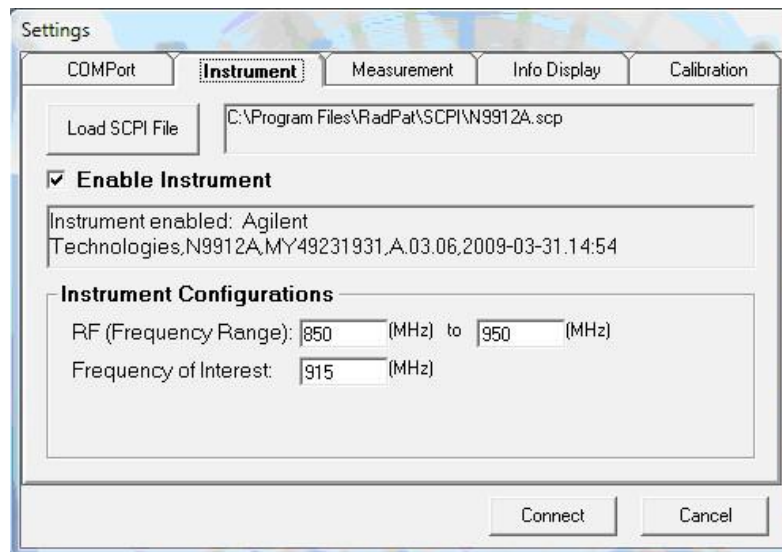 Settings
COMPort Instrument Measurement Info Display Calibration
Load SCPI File C:\Program Files\RadPat\SCPI\N9912A.scp
Enable Instrument
Instrument enabled: Agilent
Technologies,N9912A,MY49231931,A.03.06,2009-03-31.14:54
Instrument Configurations
RF (Frequency Range): 850 (MHz) to 950 (MHz)
Frequency of Interest: 915 (MHz)
Connect Cancel